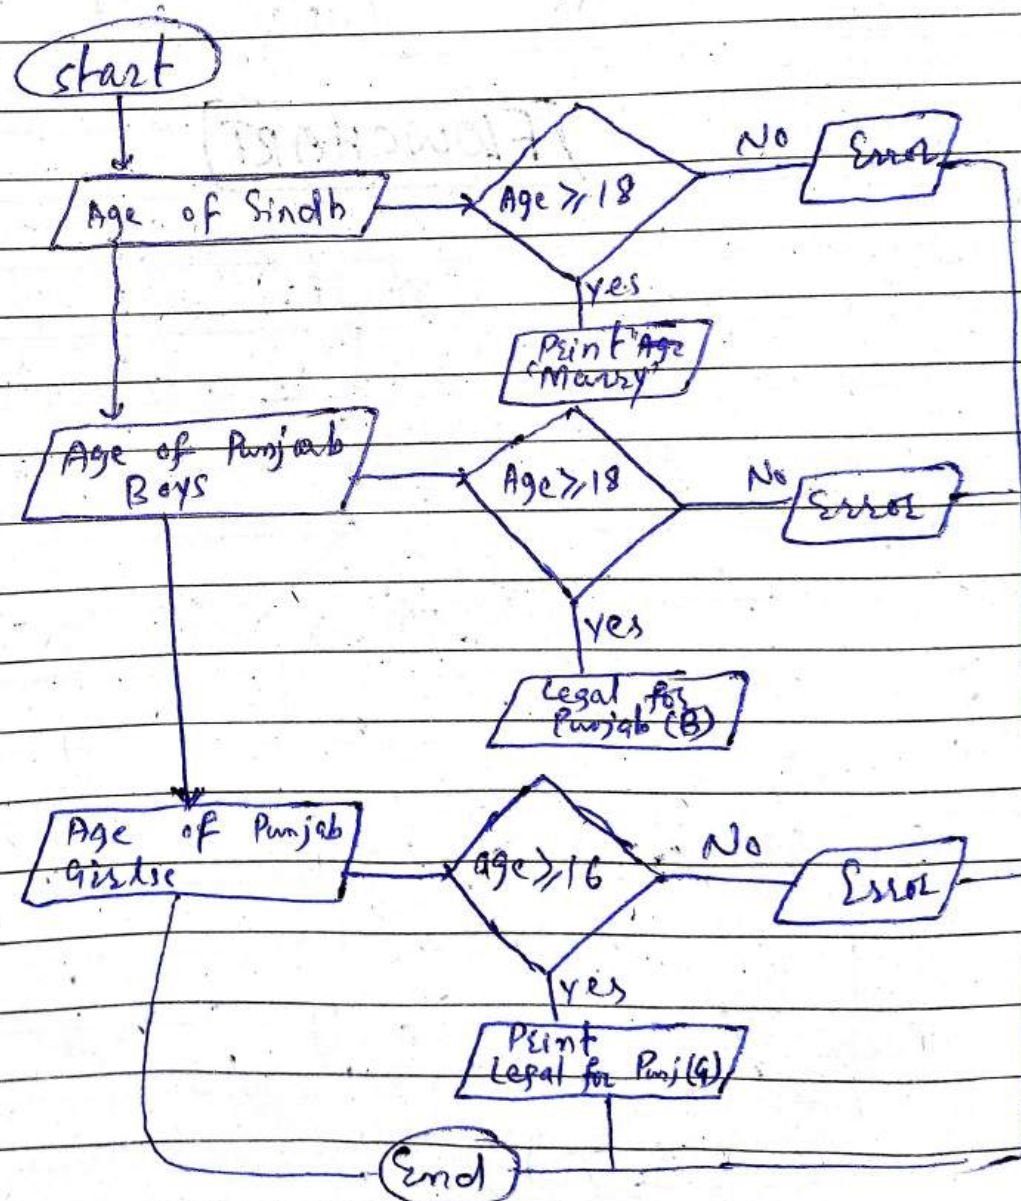 start
[FLOWCHART]
Age of Sindh
Age ≥ 18
No
Error
yes
Print "Age
"Marry"
Age of Punjab
Boys
Age ≥ 18
No
Error
yes
Legal for
Punjab (B)
Age of Punjab
age ≥ 16
No
Error
yes
Print
Legal for Punj(G)
End